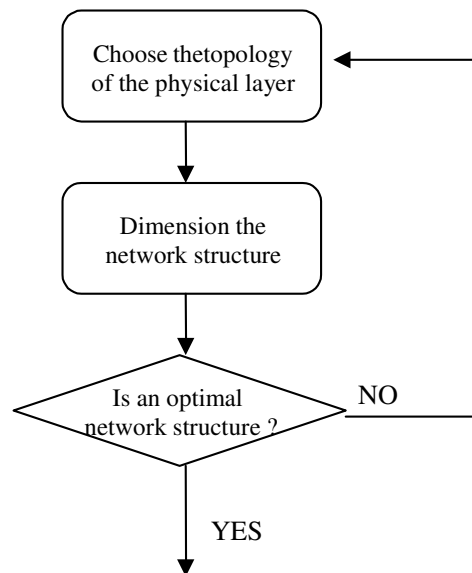 Choose thetopology
of the physical layer
Dimension the
network structure
Is an optimal
network structure ?
NO
YES